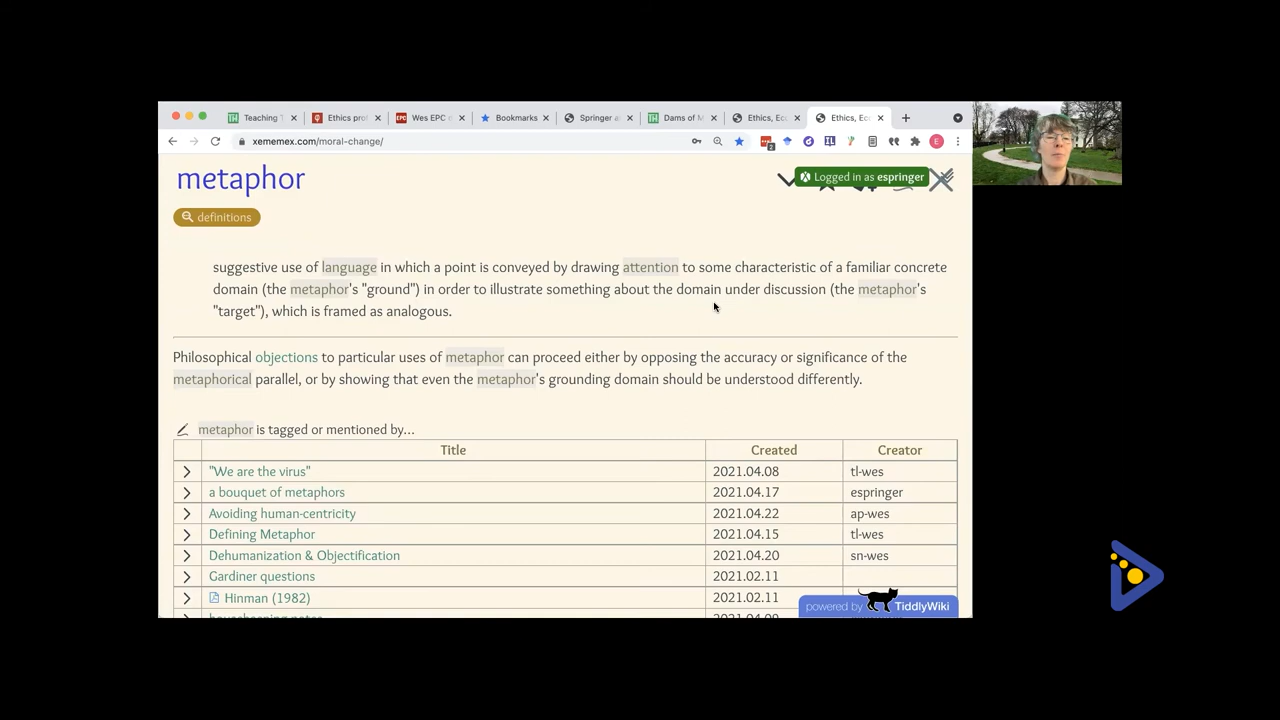 Teaching T
Ethics prof
EPC
Wes EPC
Bookmarks
Springer a
Dams of M
Ethics, Eco
Ethics, Ec
xememex.com/moral-change/
metaphor
Logged in as espringer
definitions
suggestive use of language in which a point is conveyed by drawing attention to some characteristic of a familiar concrete
domain (the metaphor's "ground") in order to illustrate something about the domain under discussion (the metaphor's
"target"), which is framed as analogous.
Philosophical objections to particular uses of metaphor can proceed either by opposing the accuracy or significance of the
metaphorical parallel, or by showing that even the metaphor's grounding domain should be understood differently.
metaphor is tagged or mentioned by...
Title Created Creator
"We are the virus" 2021.04.08 tl-wes
a bouquet of metaphors 2021.04.17 espringer
Avoiding human-centricity 2021.04.22 ap-wes
Defining Metaphor 2021.04.15 tl-wes
Dehumanization & Objectification 2021.04.20 sn-wes
Gardiner questions 2021.02.11
Hinman (1982) 2021.02.11
powered by TiddlyWiki